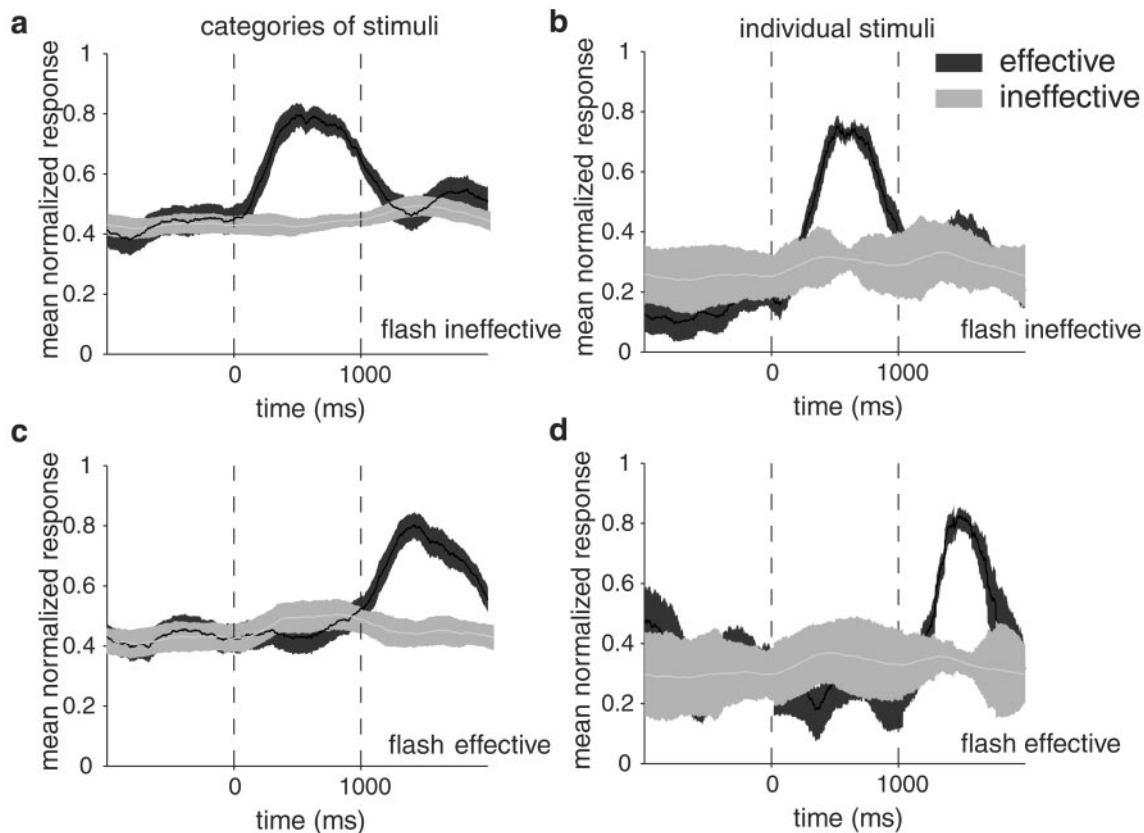 a
categories of stimuli
mean normalized response
1
0.8
0.6
0.4
0.2
0
0
1000
time (ms)
flash ineffective
b
individual stimuli
effective
ineffective
mean normalized response
1
0.8
0.6
0.4
0.2
0
0
1000
time (ms)
flash ineffective
c
mean normalized response
1
0.8
0.6
0.4
0.2
0
0
1000
time (ms)
flash effective
d
mean normalized response
1
0.8
0.6
0.4
0.2
0
0
1000
time (ms)
flash effective